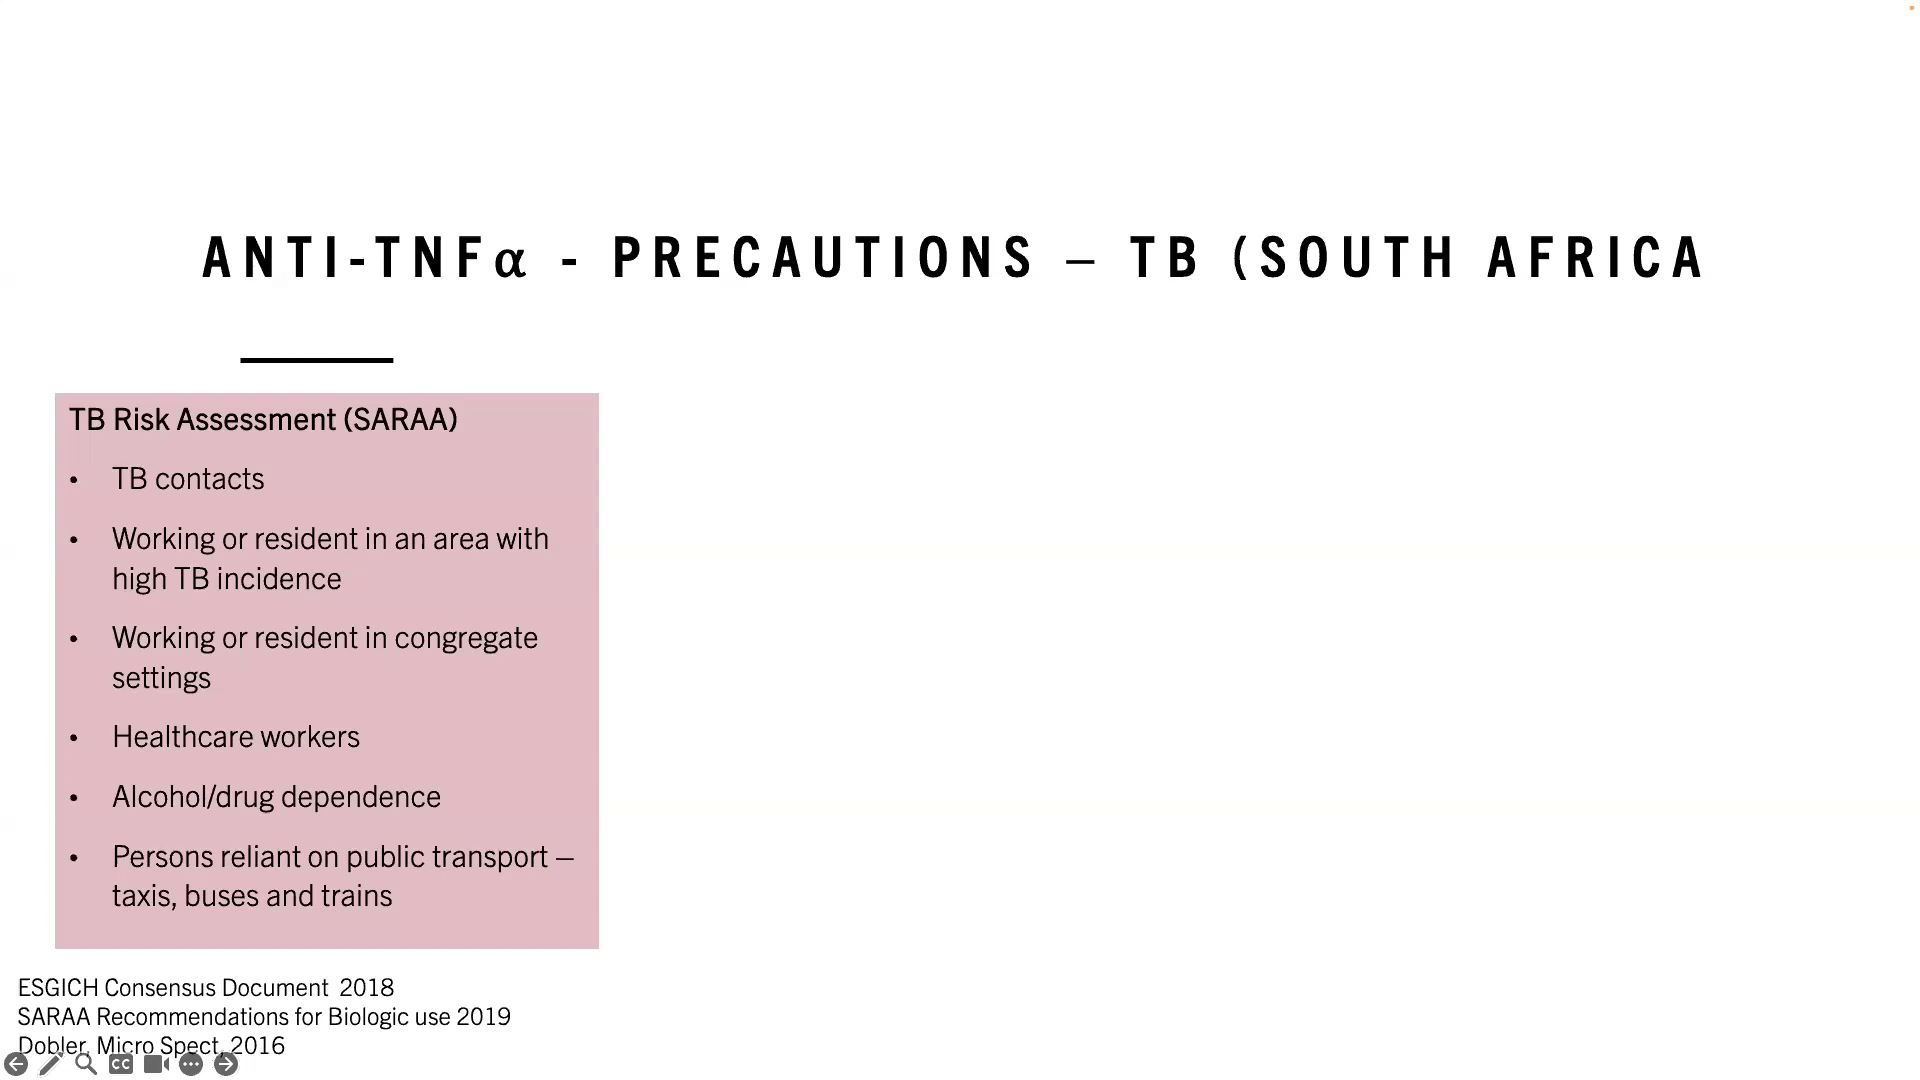 ANTI-TNFα - PRECAUTIONS – TB (SOUTH AFRICA
TB Risk Assessment (SARAA)
• TB contacts
• Working or resident in an area with
high TB incidence
• Working or resident in congregate
settings
• Healthcare workers
• Alcohol/drug dependence
• Persons reliant on public transport –
taxis, buses and trains
ESGICH Consensus Document 2018
SARAA Recommendations for Biologic use 2019
Dobler, Micro Spect, 2016
CC